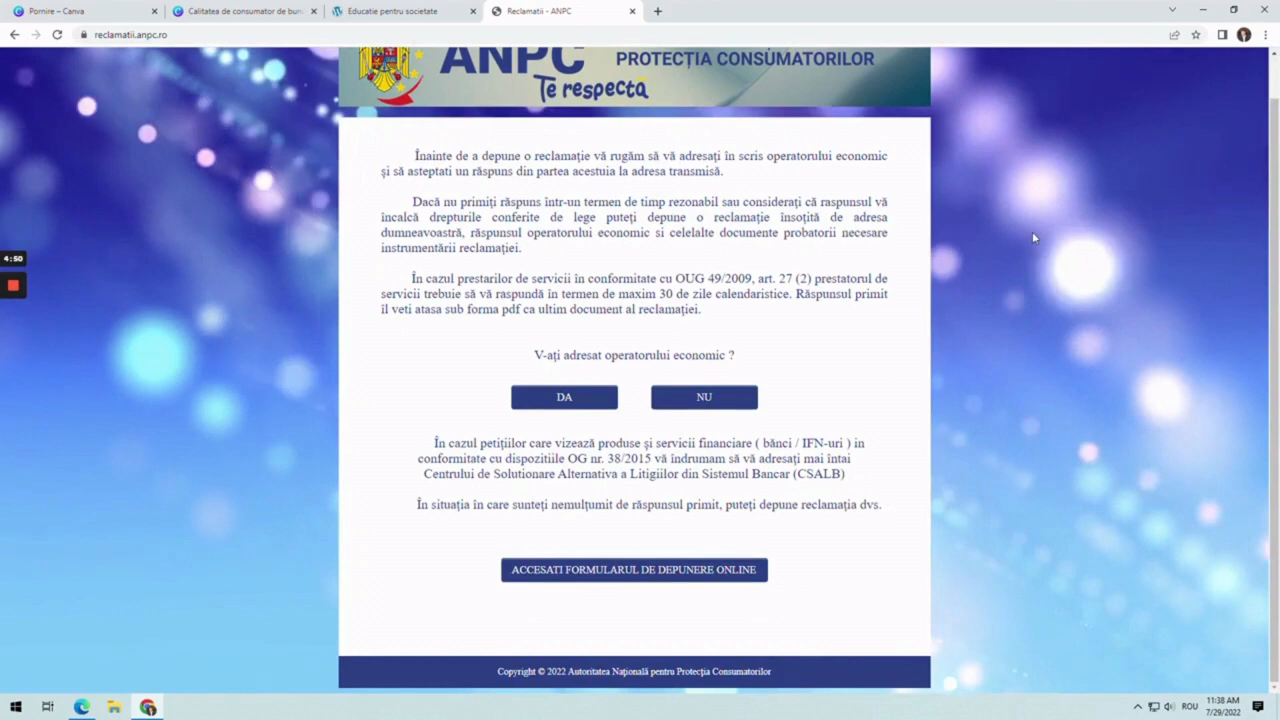 Pornire – Canva
Calitatea de consumator de bun
Educatie pentru societate
Reclamatii - ANPC
reclamatii.anpc.ro
ANPC
PROTECȚIA CONSUMATORILOR
Te respectă
4:50
Înainte de a depune o reclamație vă rugăm să vă adresați în scris operatorului economic
și să asteptati un răspuns din partea acestuia la adresa transmisă.
Dacă nu primiți răspuns într-un termen de timp rezonabil sau considerați că raspunsul vă
încalcă drepturile conferite de lege puteți depune o reclamație însoțită de adresa
dumneavoastră, răspunsul operatorului economic si celelalte documente probatorii necesare
instrumentării reclamației.
În cazul prestarilor de servicii în conformitate cu OUG 49/2009, art. 27 (2) prestatorul de
servicii trebuie să vă raspundă în termen de maxim 30 de zile calendaristice. Răspunsul primit
îl veti atasa sub forma pdf ca ultim document al reclamației.
V-ați adresat operatorului economic ?
DA
NU
În cazul petițiilor care vizează produse și servicii financiare ( bănci / IFN-uri ) in
conformitate cu dispozitiile OG nr. 38/2015 vă îndrumam să vă adresați mai întai
Centrului de Solutionare Alternativa a Litigiilor din Sistemul Bancar (CSALB)
În situația în care sunteți nemulțumit de răspunsul primit, puteți depune reclamația dvs.
ACCESATI FORMULARUL DE DEPUNERE ONLINE
Copyright © 2022 Autoritatea Națională pentru Protecția Consumatorilor
ROU
11:38 AM
7/29/2022